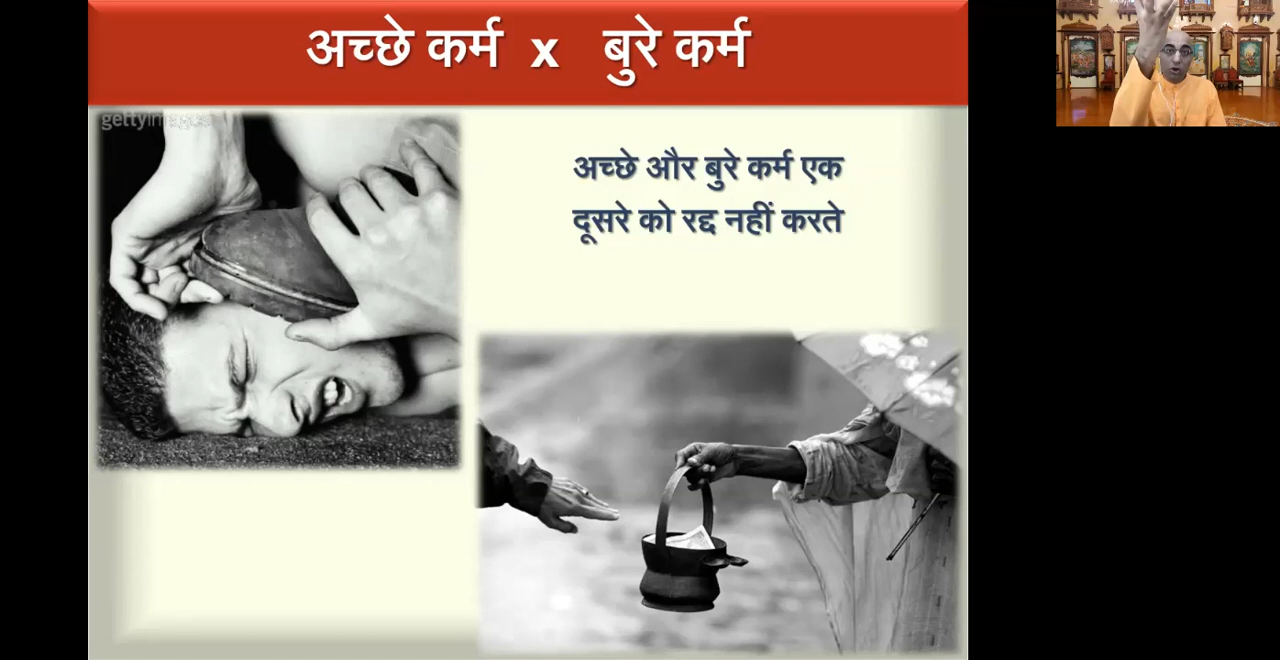 अच्छे कर्म x बुरे कर्म
gettyimages
अच्छे और बुरे कर्म एक
दूसरे को रद्द नहीं करते